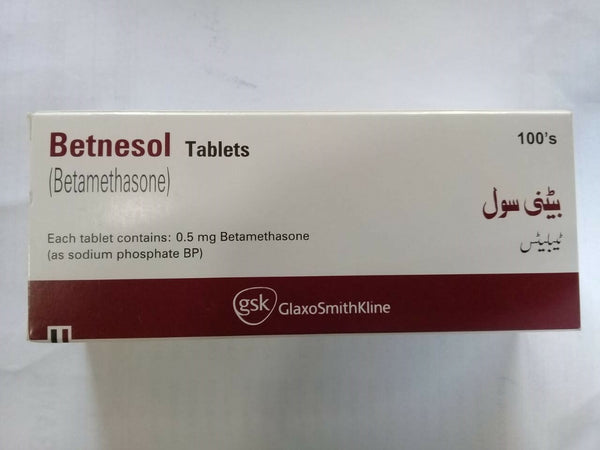 Betnesol Tablets
100's
(Betamethasone)
بیٹنی سول
ٹیبلیٹس
Each tablet contains: 0.5 mg Betamethasone
(as sodium phosphate BP)
gsk GlaxoSmithKline